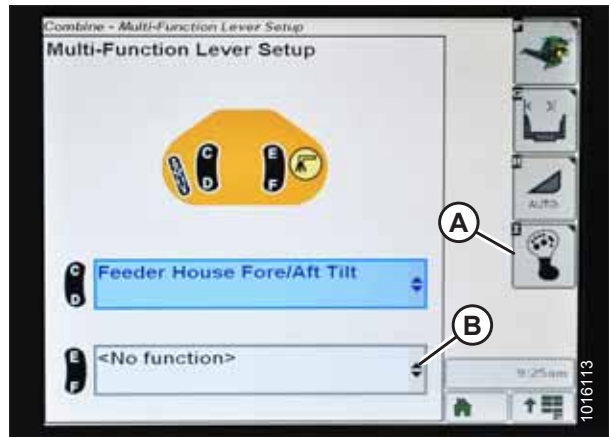 Combine - Multi-Function Lever Setup
Multi-Function Lever Setup
C
D
E
F
C
D
Feeder House Fore/Aft Tilt
E
F
<No function>
A
B
AUTO
9:25am
1016113